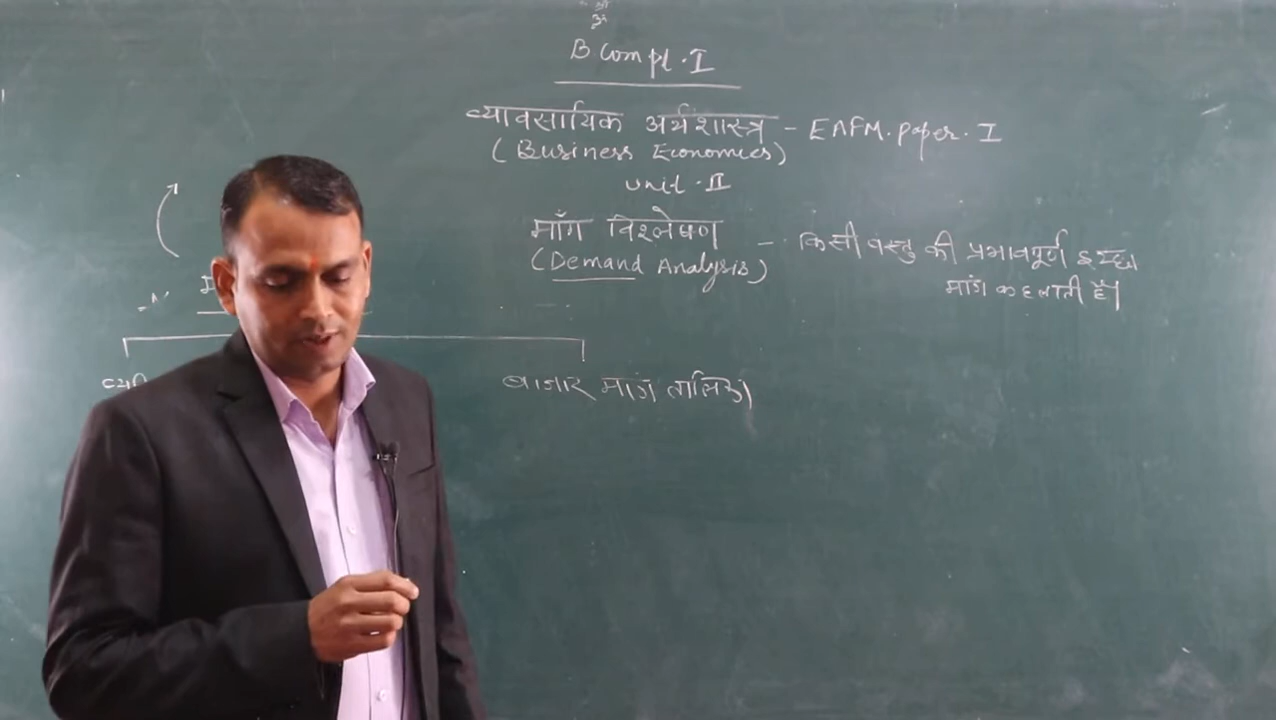 ॐ
B Com pt. I
व्यावसायिक अर्थशास्त्र - EAFM. Paper. I
(Business Economics)
Unit. II
माँग विश्लेषण - किसी वस्तु की प्रभावपूर्ण इच्छा
(Demand Analysis)
मांग कहलाती है।
बाजार मांग तालिका